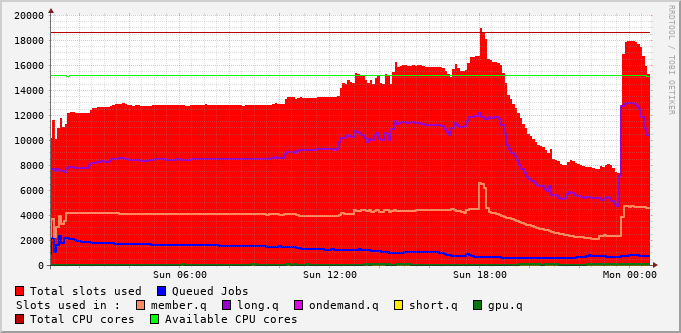 20000
18000
16000
14000
12000
10000
8000
6000
4000
2000
0
Sun 06:00 Sun 12:00 Sun 18:00 Mon 00:00
RRDTOOL / TOBI OETIKER
Total slots used Queued Jobs
Slots used in : member.q long.q ondemand.q short.q gpu.q
Total CPU cores Available CPU cores